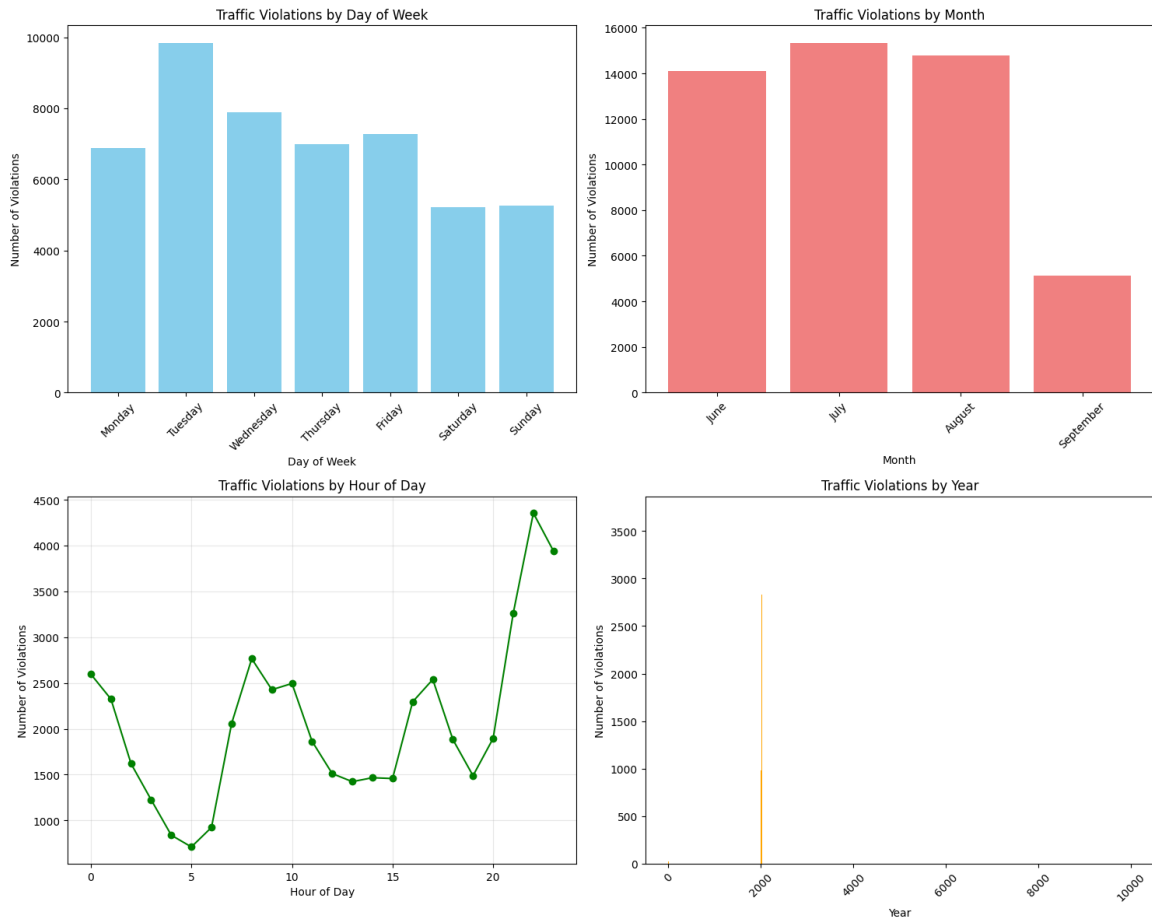 Traffic Violations by Day of Week
Number of Violations
10000
8000
6000
4000
2000
0
Monday
Tuesday
Wednesday
Thursday
Friday
Saturday
Sunday
Day of Week
Traffic Violations by Month
Number of Violations
16000
14000
12000
10000
8000
6000
4000
2000
0
June
July
August
September
Month
Traffic Violations by Hour of Day
Number of Violations
4500
4000
3500
3000
2500
2000
1500
1000
0
5
10
15
20
Hour of Day
Traffic Violations by Year
Number of Violations
3500
3000
2500
2000
1500
1000
500
0
0
2000
4000
6000
8000
10000
Year